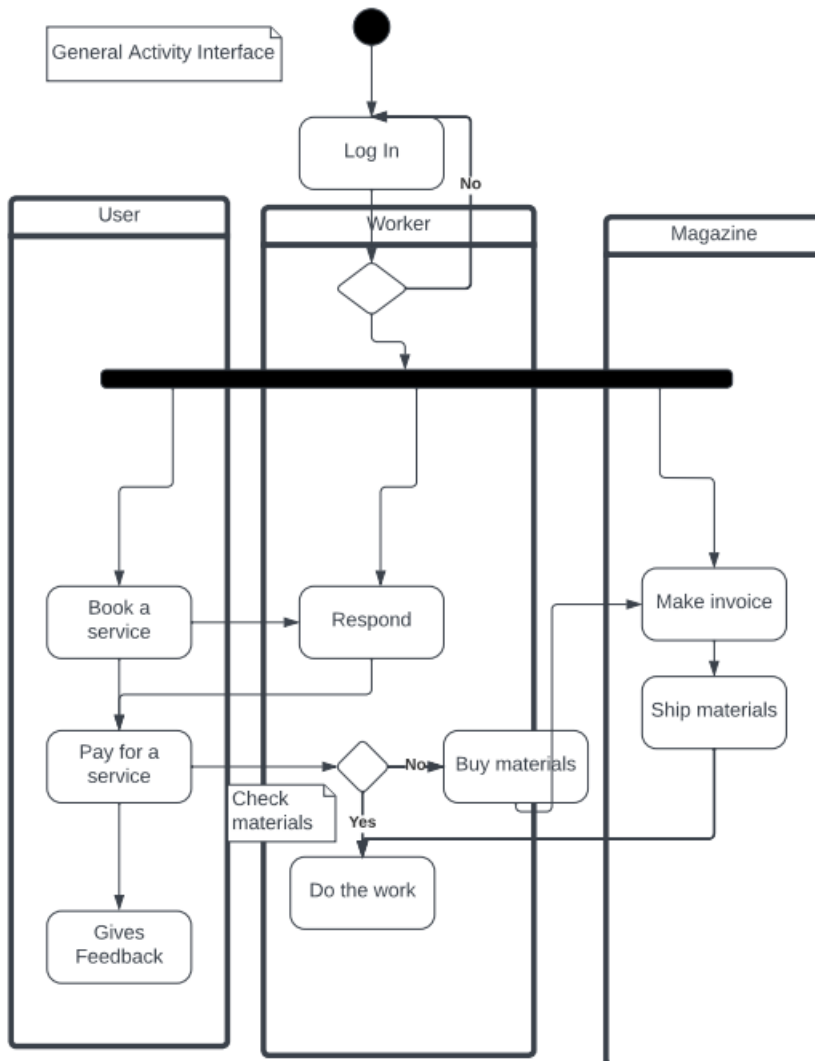 General Activity Interface
Log In
No
User
Worker
Magazine
Book a
service
Respond
Make invoice
Ship materials
Pay for a
service
No
Buy materials
Check
materials
Yes
Do the work
Gives
Feedback